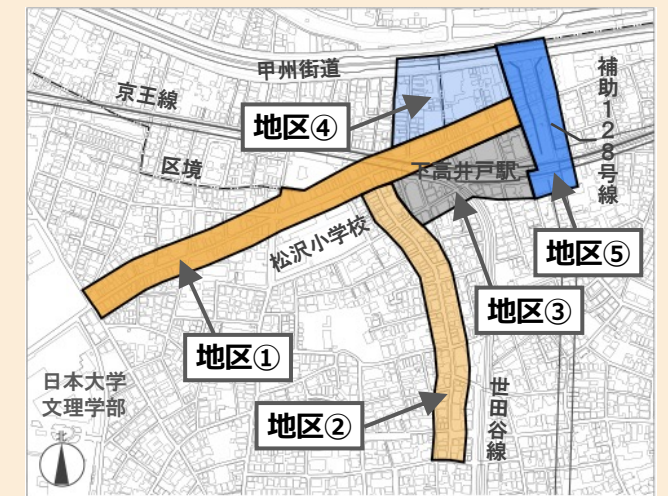 甲州街道
京王線
地区④
補助128号線
区境
下高井戸駅
松沢小学校
地区⑤
地区③
地区①
日本大学
文理学部
地区②
世田谷線
北